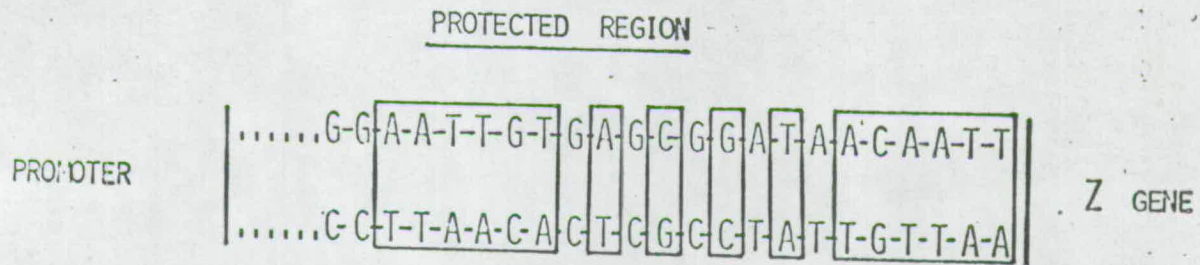 PROTECTED REGION
......G-G-A-A-T-T-G-T-G-A-G-C-G-G-A-T-A-A-C-A-A-T-T
PROMOTER
Z GENE
......C-C-T-T-A-A-C-A-C-T-C-G-C-C-T-A-T-T-G-T-T-A-A